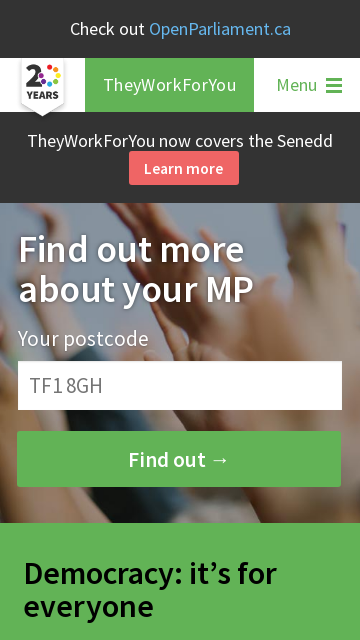 Check out OpenParliament.ca
20
YEARS
TheyWorkForYou
Menu
TheyWorkForYou now covers the Senedd
Learn more
Find out more
about your MP
Your postcode
TF1 8GH
Find out →
Democracy: it’s for
everyone